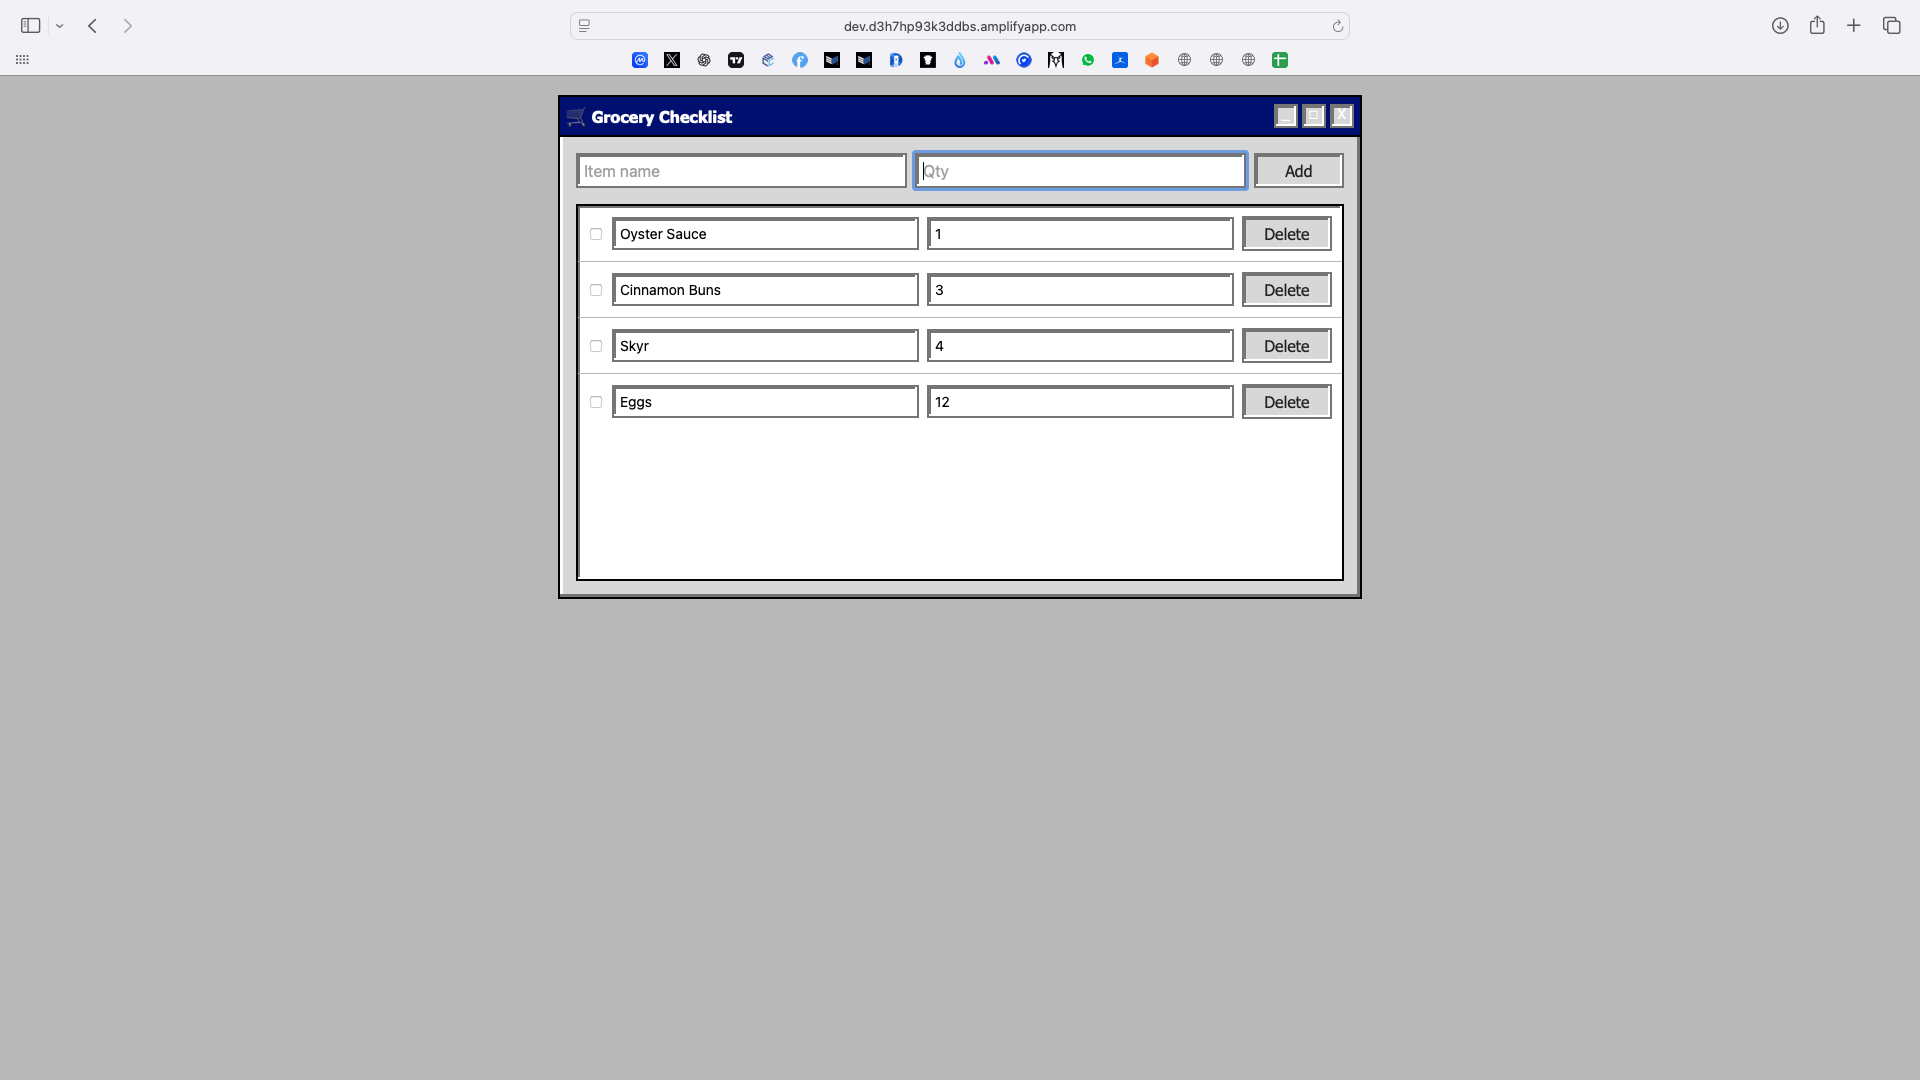 dev.d3h7hp93k3ddbs.amplifyapp.com
Grocery Checklist
_ □ X
Item name Qty Add
Oyster Sauce 1 Delete
Cinnamon Buns 3 Delete
Skyr 4 Delete
Eggs 12 Delete